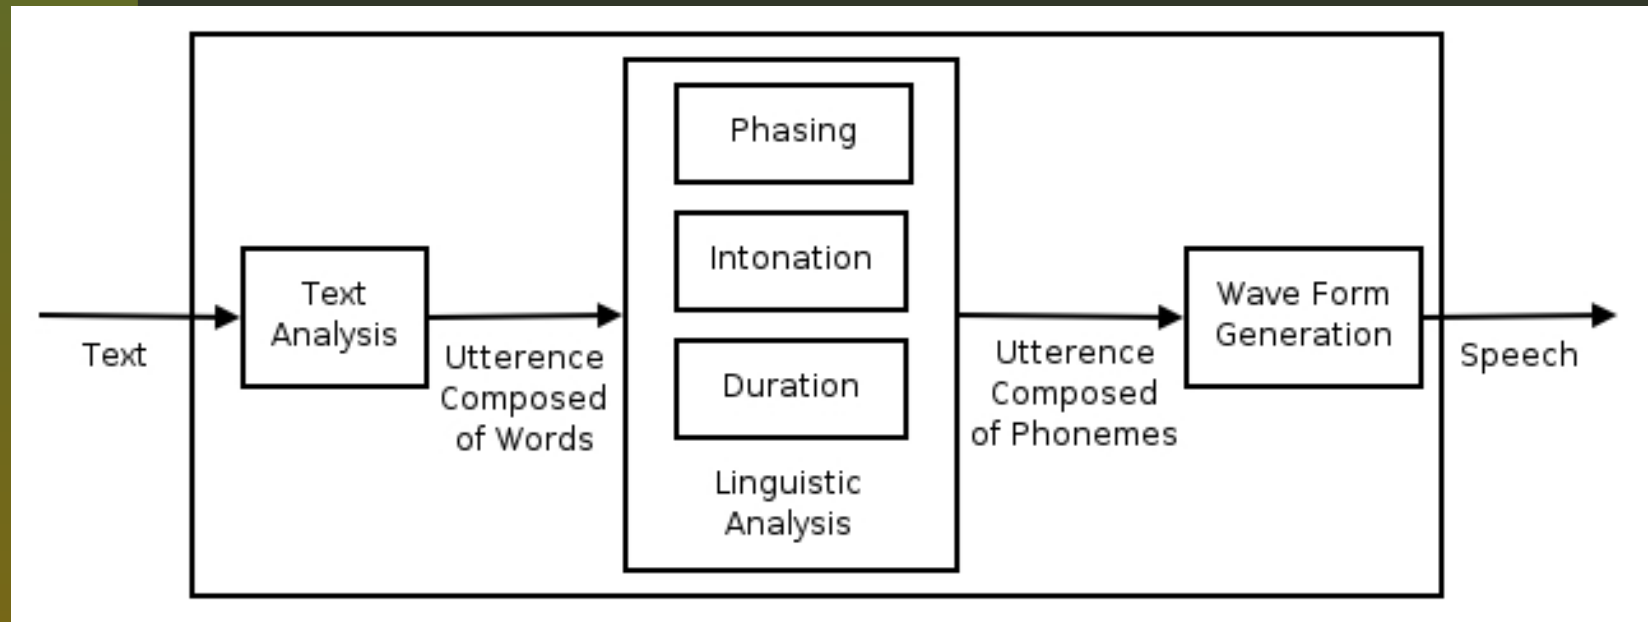 Text
Text
Analysis
Utterence
Composed
of Words
Phasing
Intonation
Duration
Linguistic
Analysis
Utterence
Composed
of Phonemes
Wave Form
Generation
Speech